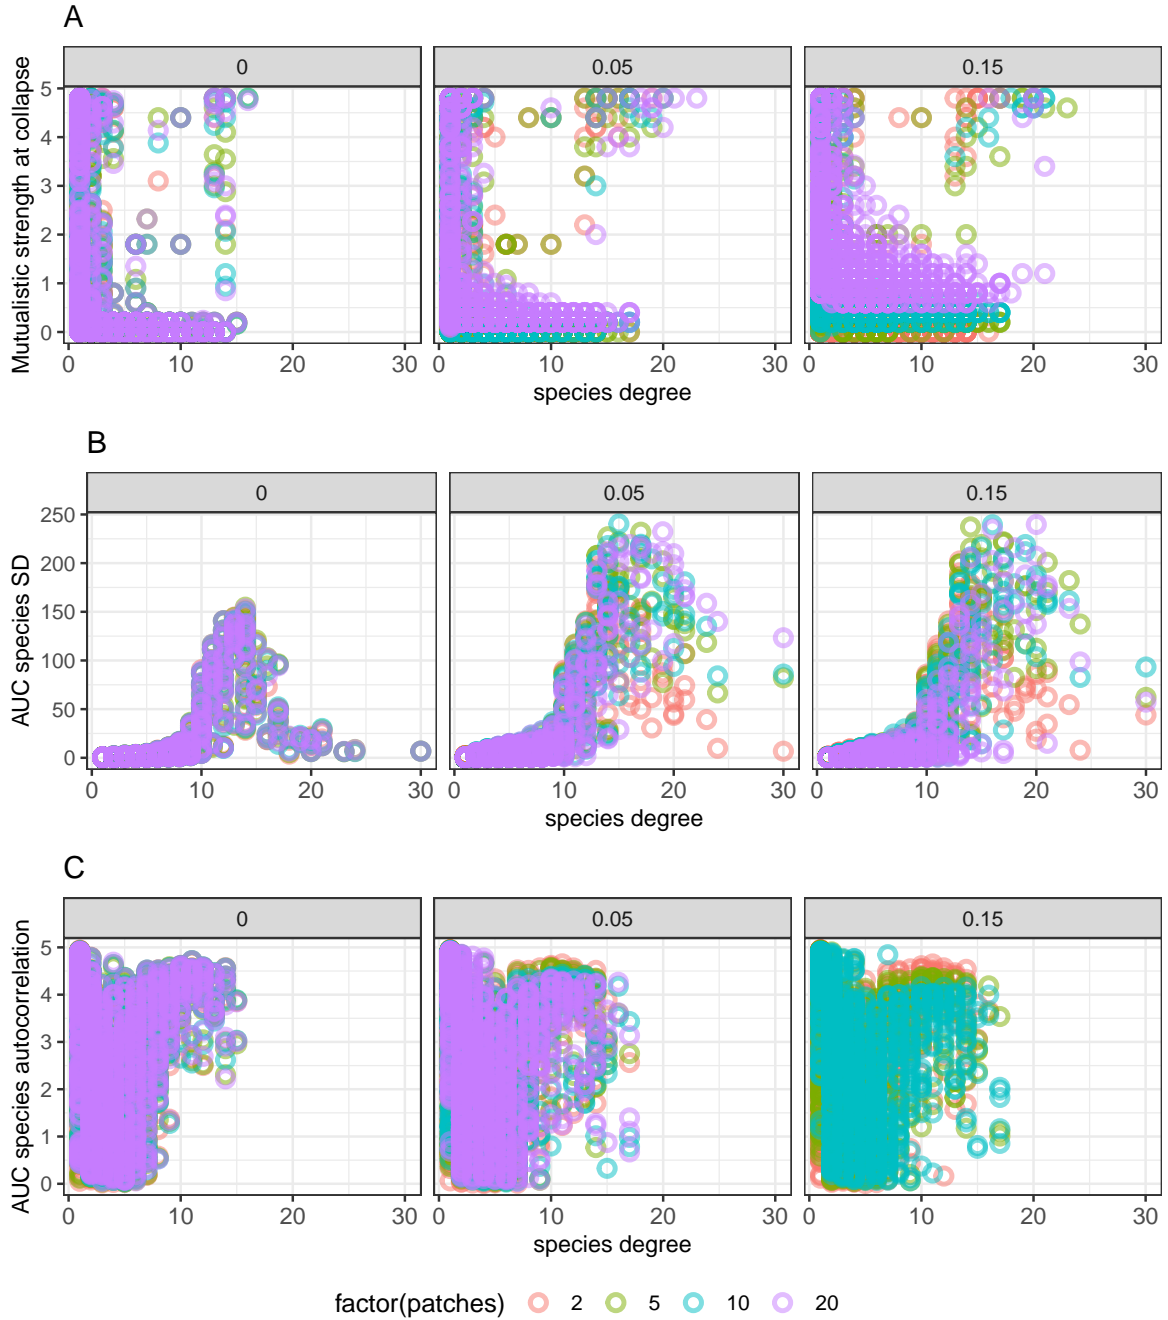 A
0 0.05 0.15
Mutualistic strength at collapse
5
4
3
2
1
0
0 10 20 30 0 10 20 30 0 10 20 30
species degree
B
0 0.05 0.15
AUC species SD
250
200
150
100
50
0
0 10 20 30 0 10 20 30 0 10 20 30
species degree
C
0 0.05 0.15
AUC species autocorrelation
5
4
3
2
1
0
0 10 20 30 0 10 20 30 0 10 20 30
species degree
factor(patches) 2 5 10 20